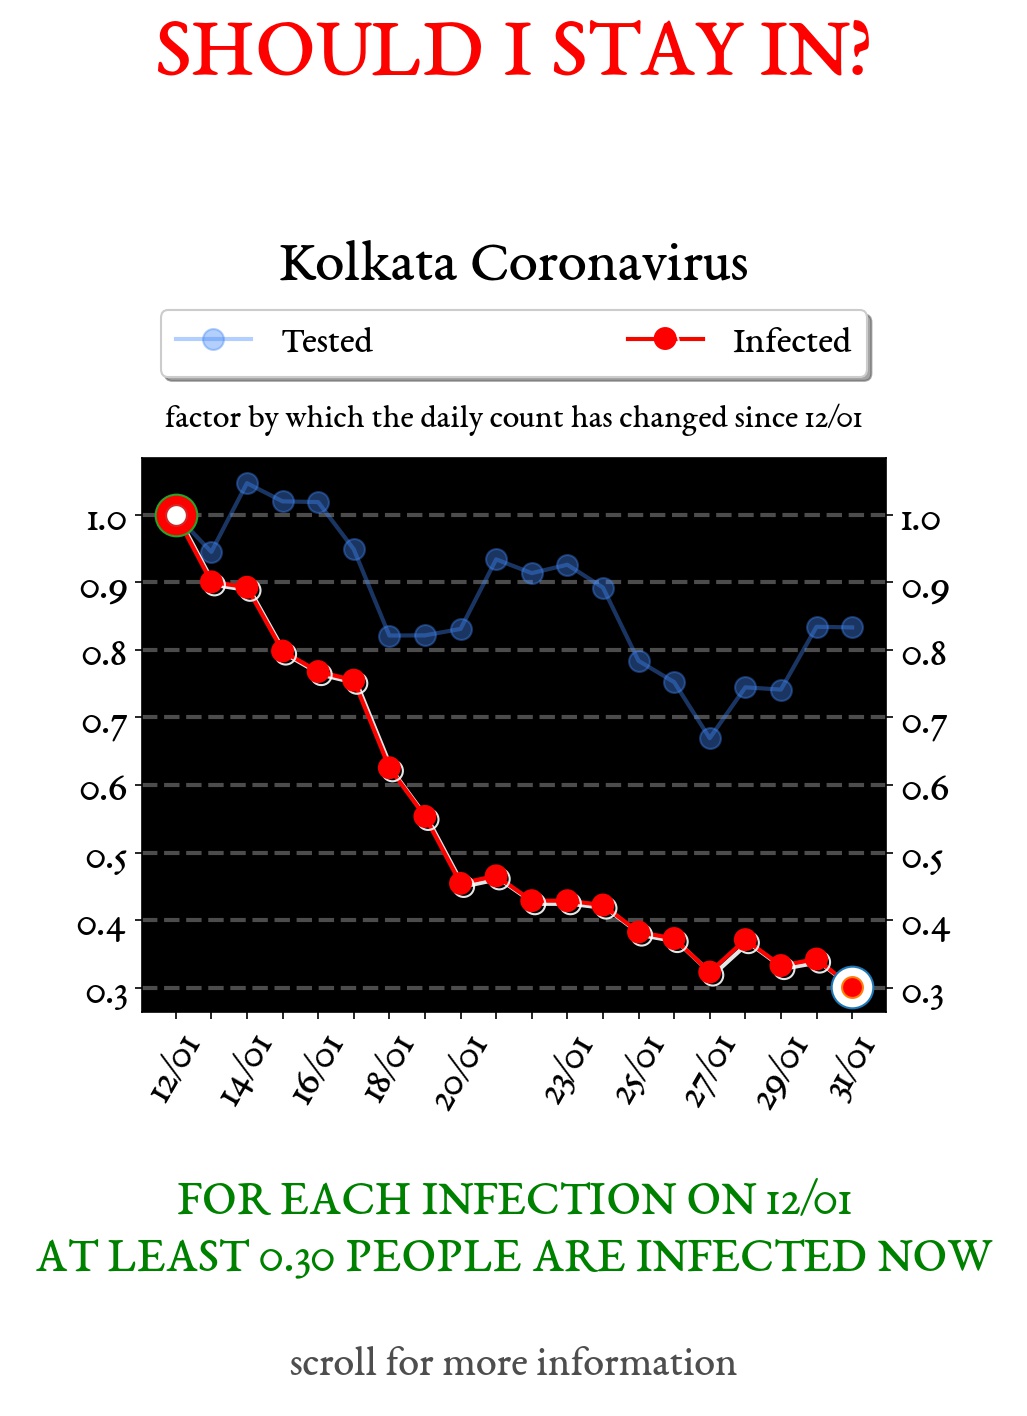 SHOULD I STAY IN?
Kolkata Coronavirus
Tested Infected
factor by which the daily count has changed since 12/01
1.0 1.0
0.9 0.9
0.8 0.8
0.7 0.7
0.6 0.6
0.5 0.5
0.4 0.4
0.3 0.3
12/01 14/01 16/01 18/01 20/01 23/01 25/01 27/01 29/01 31/01
FOR EACH INFECTION ON 12/01
AT LEAST 0.30 PEOPLE ARE INFECTED NOW
scroll for more information